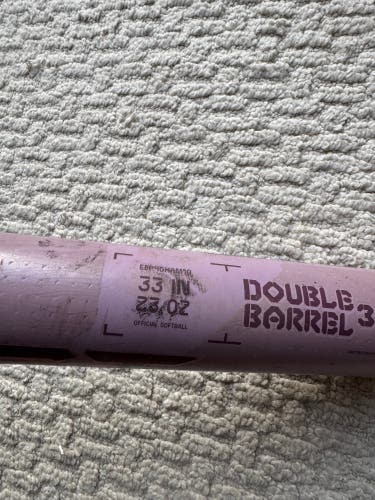 33 IN
23 OZ
OFFICIAL SOFTBALL
DOUBLE
BARREL 3